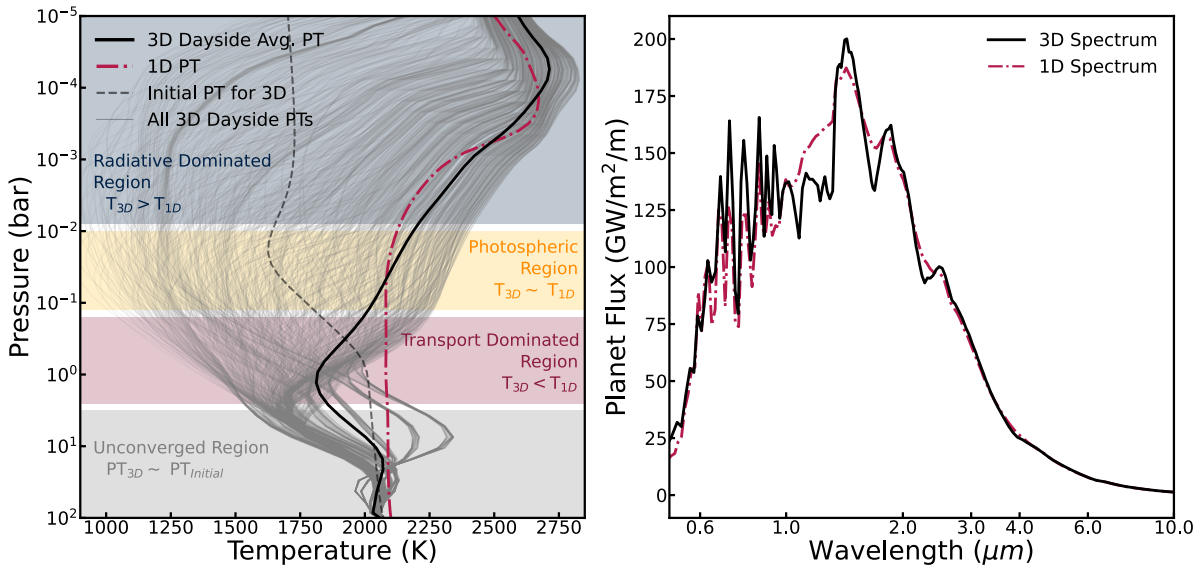 10⁻⁵
10⁻⁴
10⁻³
10⁻²
10⁻¹
10⁰
10¹
10²
Pressure (bar)
3D Dayside Avg. PT
1D PT
Initial PT for 3D
All 3D Dayside PTs
Radiative Dominated
Region
T3D > T1D
Photospheric
Region
T3D ~ T1D
Transport Dominated
Region
T3D < T1D
Unconverged Region
PT3D ~ PTInitial
1000 1250 1500 1750 2000 2250 2500 2750
Temperature (K)
200
175
150
125
100
75
50
25
0
Planet Flux (GW/m²/m)
3D Spectrum
1D Spectrum
0.6 1.0 2.0 3.0 4.0 6.0 10.0
Wavelength (μm)